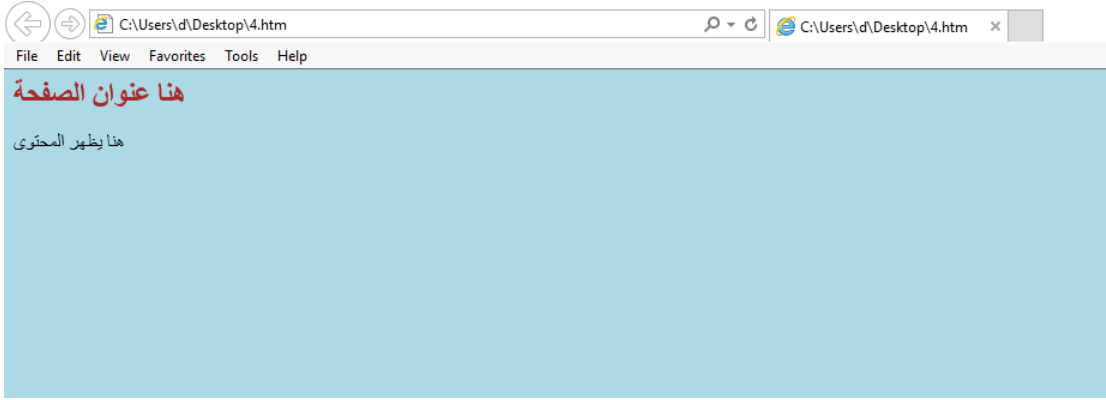 C:\Users\d\Desktop\4.htm
C:\Users\d\Desktop\4.htm
File Edit View Favorites Tools Help
هنا عنوان الصفحة
هنا يظهر المحتوى